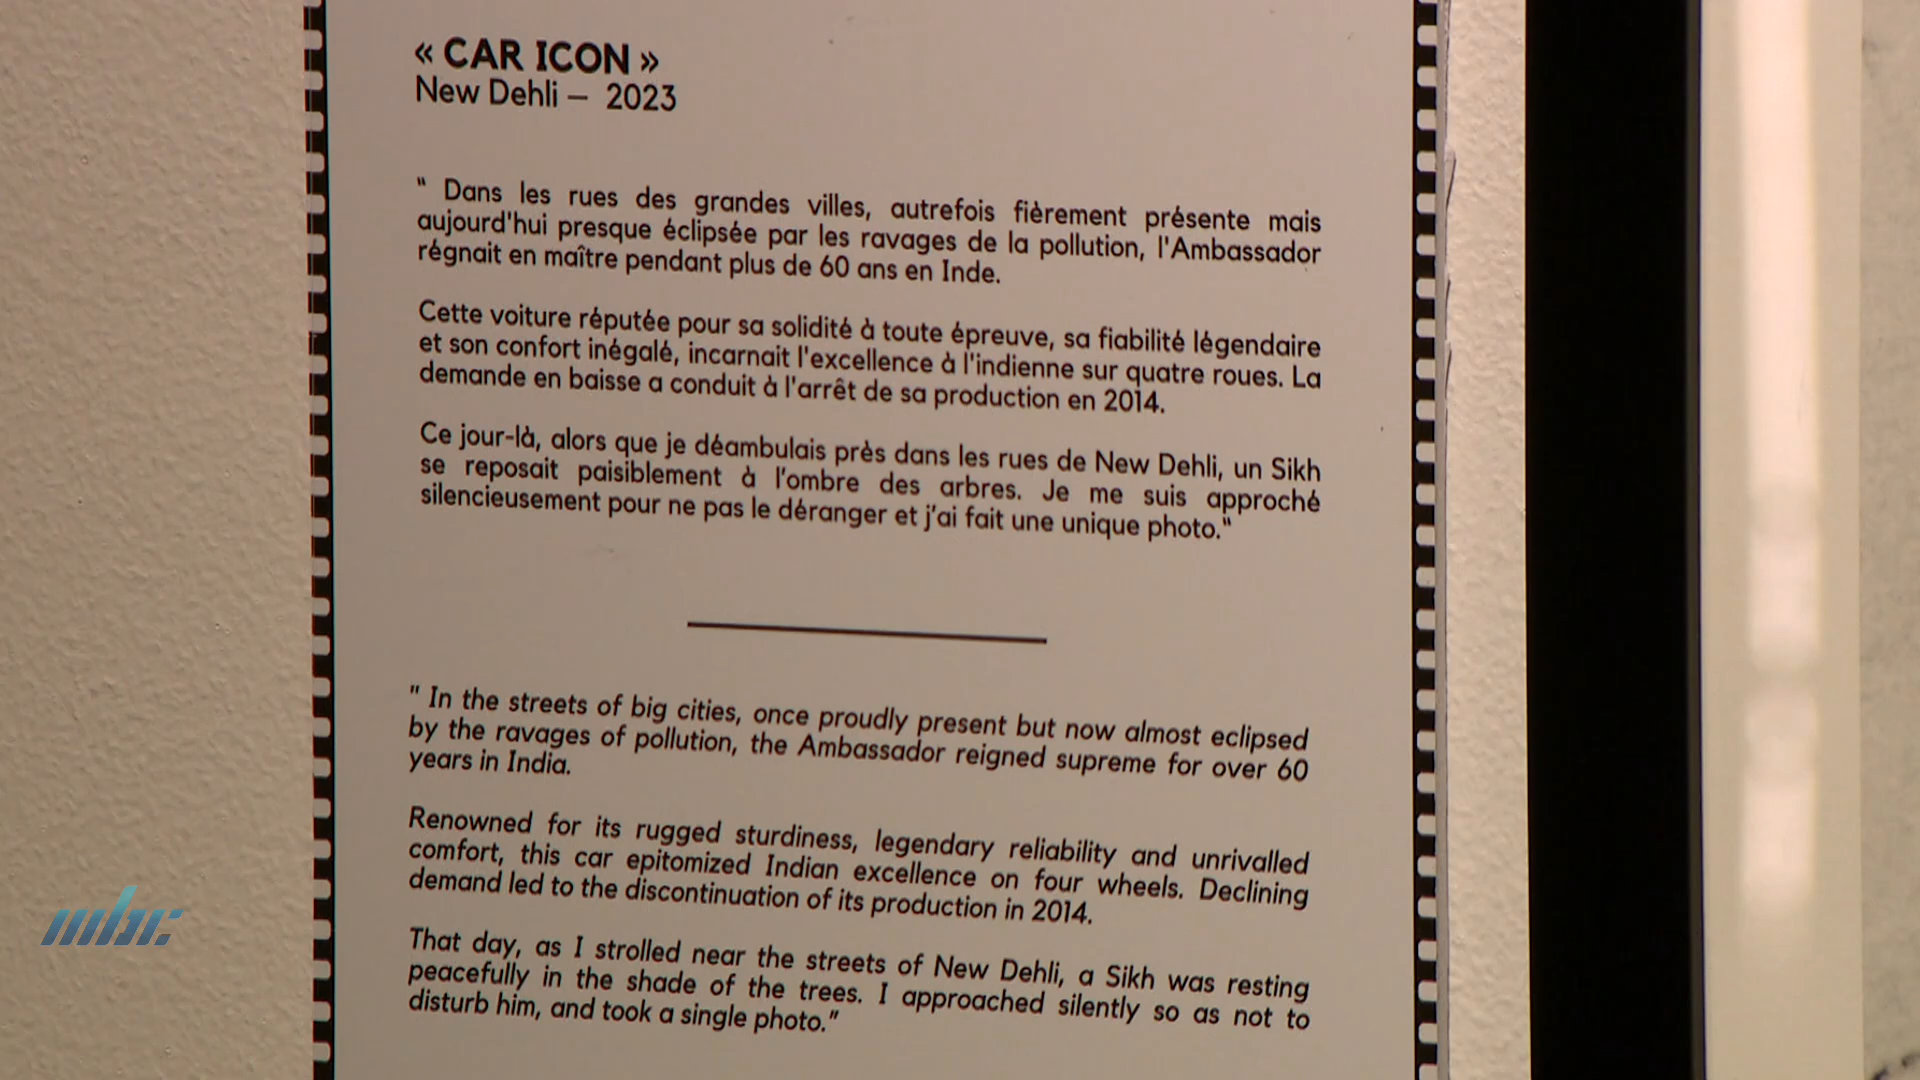 « CAR ICON »
New Dehli – 2023
“ Dans les rues des grandes villes, autrefois fièrement présente mais
aujourd'hui presque éclipsée par les ravages de la pollution, l'Ambassador
régnait en maître pendant plus de 60 ans en Inde.
Cette voiture réputée pour sa solidité à toute épreuve, sa fiabilité légendaire
et son confort inégalé, incarnait l'excellence à l'indienne sur quatre roues. La
demande en baisse a conduit à l'arrêt de sa production en 2014.
Ce jour-là, alors que je déambulais près dans les rues de New Dehli, un Sikh
se reposait paisiblement à l’ombre des arbres. Je me suis approché
silencieusement pour ne pas le déranger et j’ai fait une unique photo.“
" In the streets of big cities, once proudly present but now almost eclipsed
by the ravages of pollution, the Ambassador reigned supreme for over 60
years in India.
Renowned for its rugged sturdiness, legendary reliability and unrivalled
comfort, this car epitomized Indian excellence on four wheels. Declining
demand led to the discontinuation of its production in 2014.
That day, as I strolled near the streets of New Dehli, a Sikh was resting
peacefully in the shade of the trees. I approached silently so as not to
disturb him, and took a single photo.”
mbc